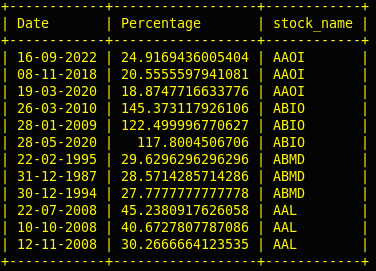 +------------+------------------+------------+
| Date       | Percentage       | stock_name |
+------------+------------------+------------+
| 16-09-2022 | 24.9169436005404 | AAOI       |
| 08-11-2018 | 20.5555597941081 | AAOI       |
| 19-03-2020 | 18.8747716633776 | AAOI       |
| 26-03-2010 | 145.373117926106 | ABIO       |
| 28-01-2009 | 122.499996770627 | ABIO       |
| 28-05-2020 |   117.8004506706 | ABIO       |
| 22-02-1995 | 29.6296296296296 | ABMD       |
| 31-12-1987 | 28.5714285714286 | ABMD       |
| 30-12-1994 | 27.7777777777778 | ABMD       |
| 22-07-2008 | 45.2380917626058 | AAL        |
| 10-10-2008 | 40.6727807787086 | AAL        |
| 12-11-2008 | 30.2666664123535 | AAL        |
+------------+------------------+------------+